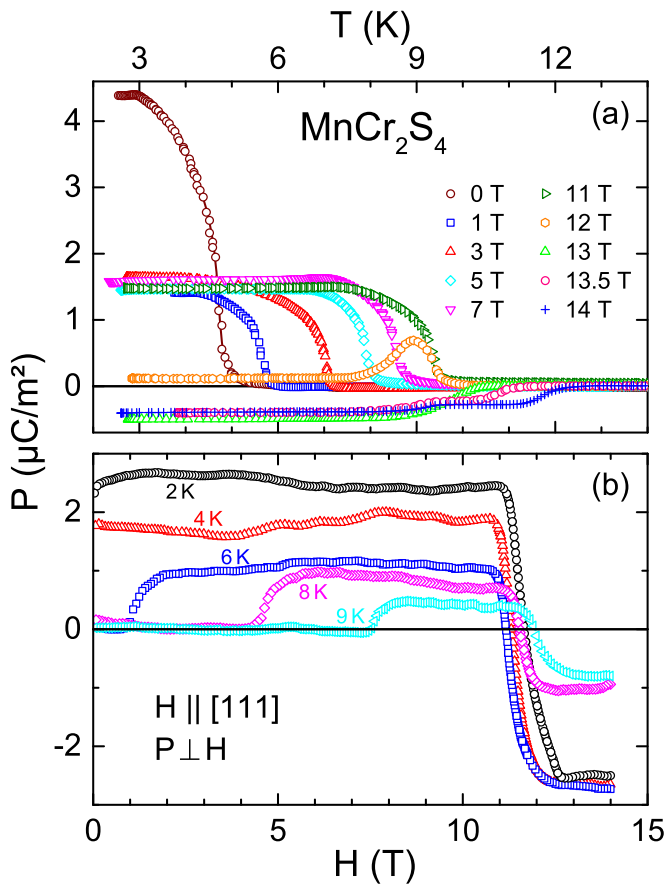 T (K)
3 6 9 12
MnCr₂S₄
(a)
0 T 11 T
1 T 12 T
3 T 13 T
5 T 13.5 T
7 T 14 T
4
3
2
1
0
P (μC/m²)
(b)
2 K
4 K
6 K
8 K
9 K
2
0
-2
H || [111]
P⊥H
0 5 10 15
H (T)